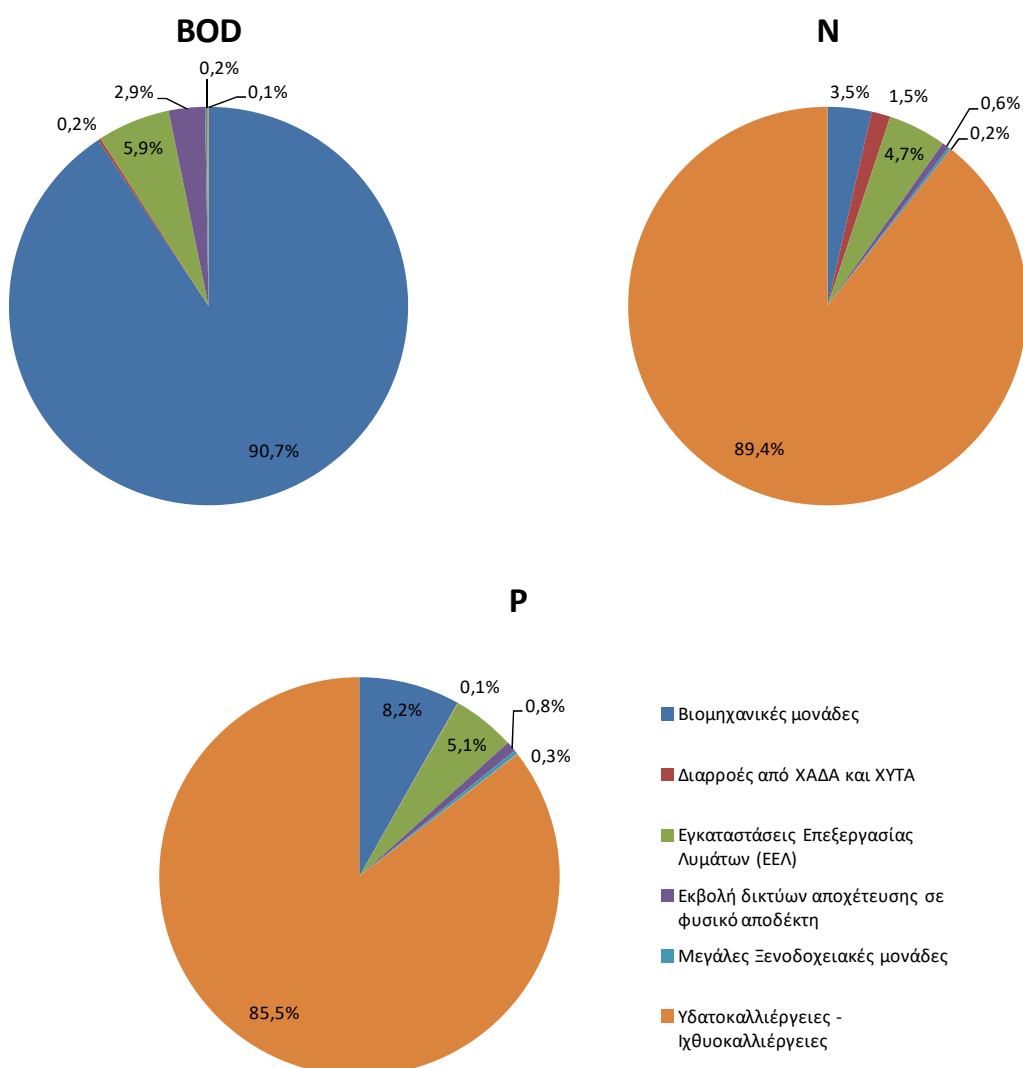 BOD
0,2%
2,9%
0,1%
0,2%
5,9%
90,7%
N
3,5%
1,5%
0,6%
0,2%
4,7%
89,4%
P
8,2%
0,1%
0,8%
5,1%
0,3%
85,5%
Βιομηχανικές μονάδες
Διαρροές από ΧΑΔΑ και ΧΥΤΑ
Εγκαταστάσεις Επεξεργασίας
Λυμάτων (ΕΕΛ)
Εκβολή δικτύων αποχέτευσης σε
φυσικό αποδέκτη
Μεγάλες Ξενοδοχειακές μονάδες
Υδατοκαλλιέργειες -
Ιχθυοκαλλιέργειες